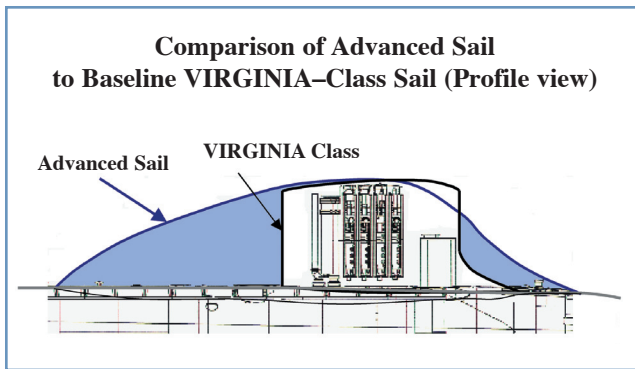 Comparison of Advanced Sail
to Baseline VIRGINIA–Class Sail (Profile view)
VIRGINIA Class
Advanced Sail